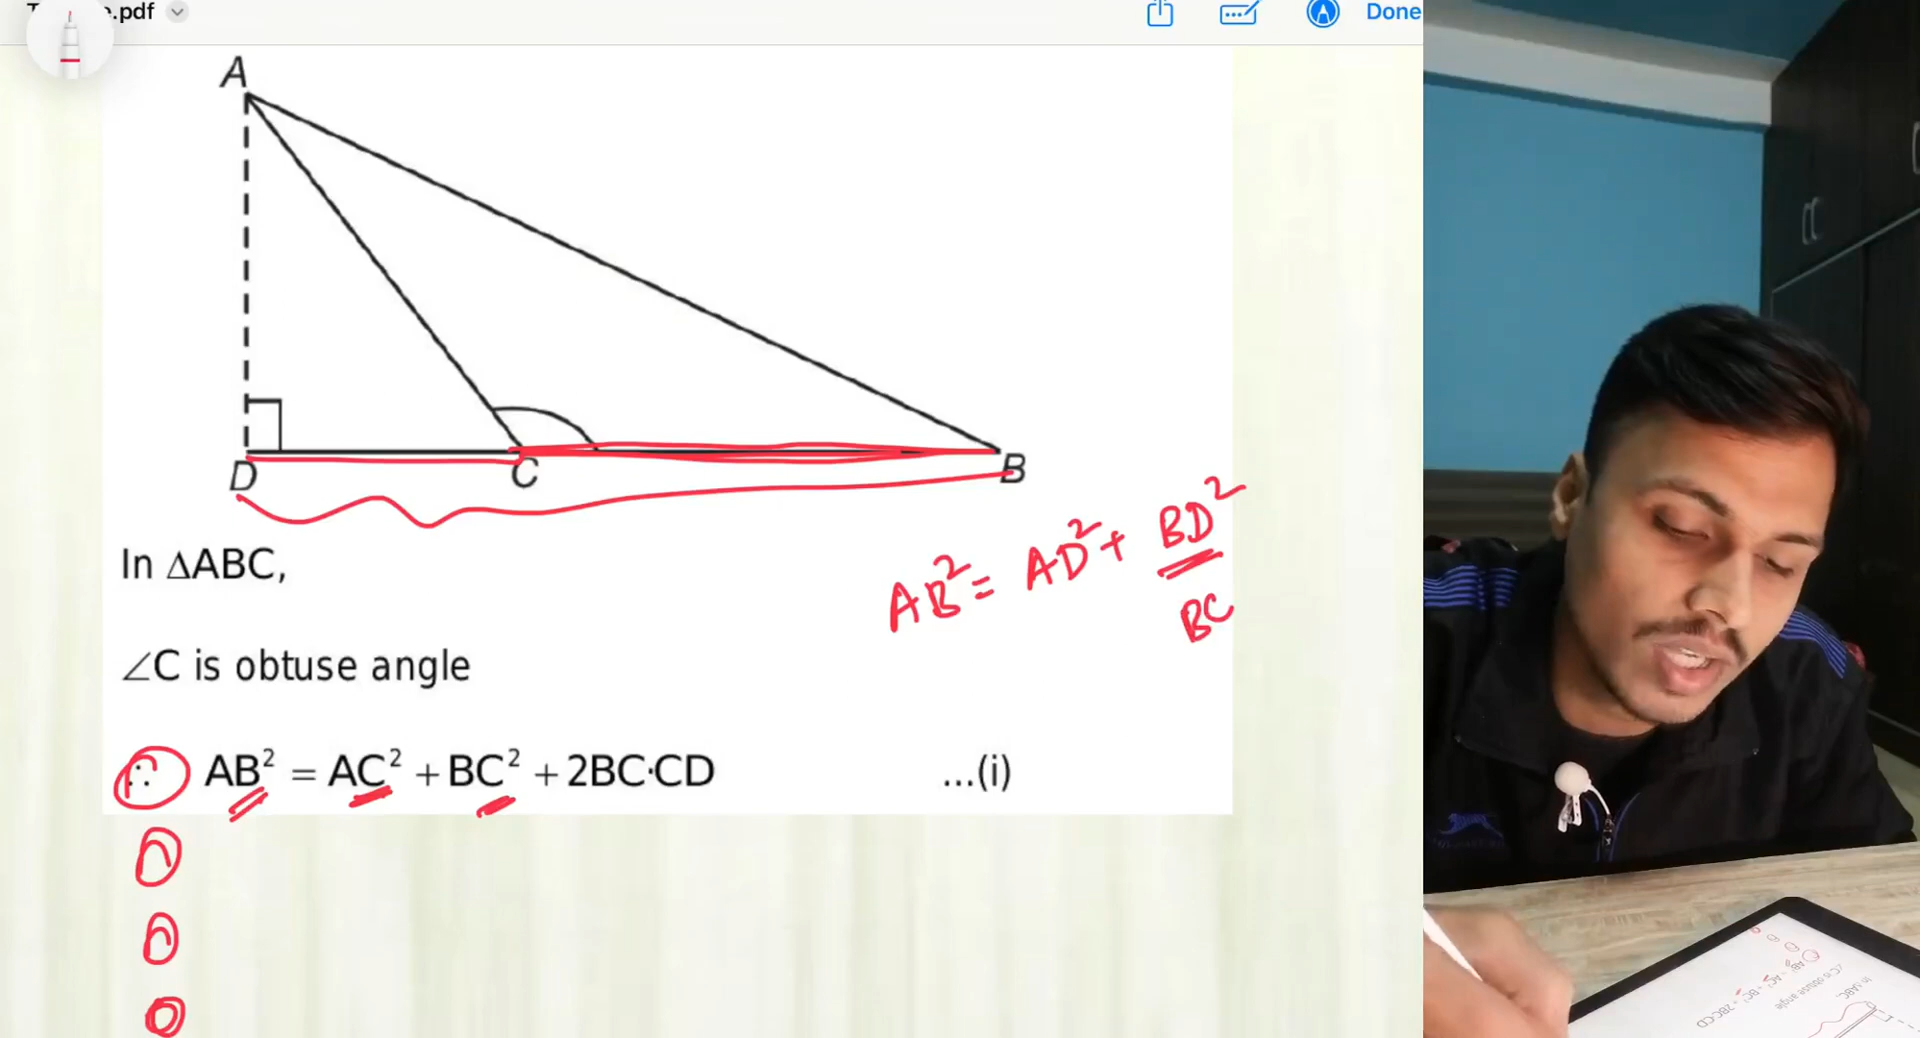 .pdf
Done
A
D
C
B
In ΔABC,
AB² = AD² + BD²
BC
∠C is obtuse angle
∴ AB² = AC² + BC² + 2BC·CD ...(i)